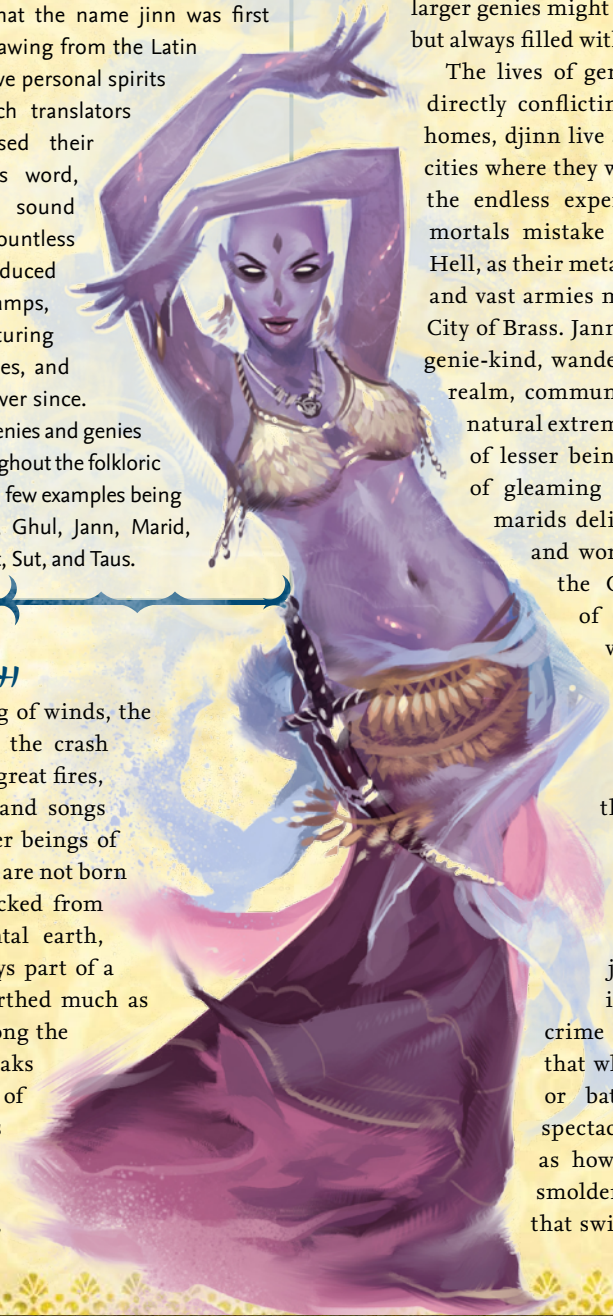 hat the name jinn was first
awing from the Latin
ve personal spirits
ch translators
sed their
s word,
sound
ountless
duced
amps,
turing
es, and
ver since.
enies and genies
ghout the folkloric
few examples being
Ghul, Jann, Marid,
t, Sut, and Taus.
H
g of winds, the
the crash
great fires,
and songs
er beings of
are not born
cked from
ntal earth,
ys part of a
rthed much as
ong the
eaks
of
s
larger genies might
but always filled with
The lives of gen
directly conflictin
homes, djinn live
cities where they w
the endless exper
mortals mistake
Hell, as their meta
and vast armies m
City of Brass. Jann
genie-kind, wande
realm, commun
natural extrem
of lesser bein
of gleaming
marids deli
and wor
the C
of
w
th
j
i
crime
that wh
or bat
spectac
as how
smolder
that swi